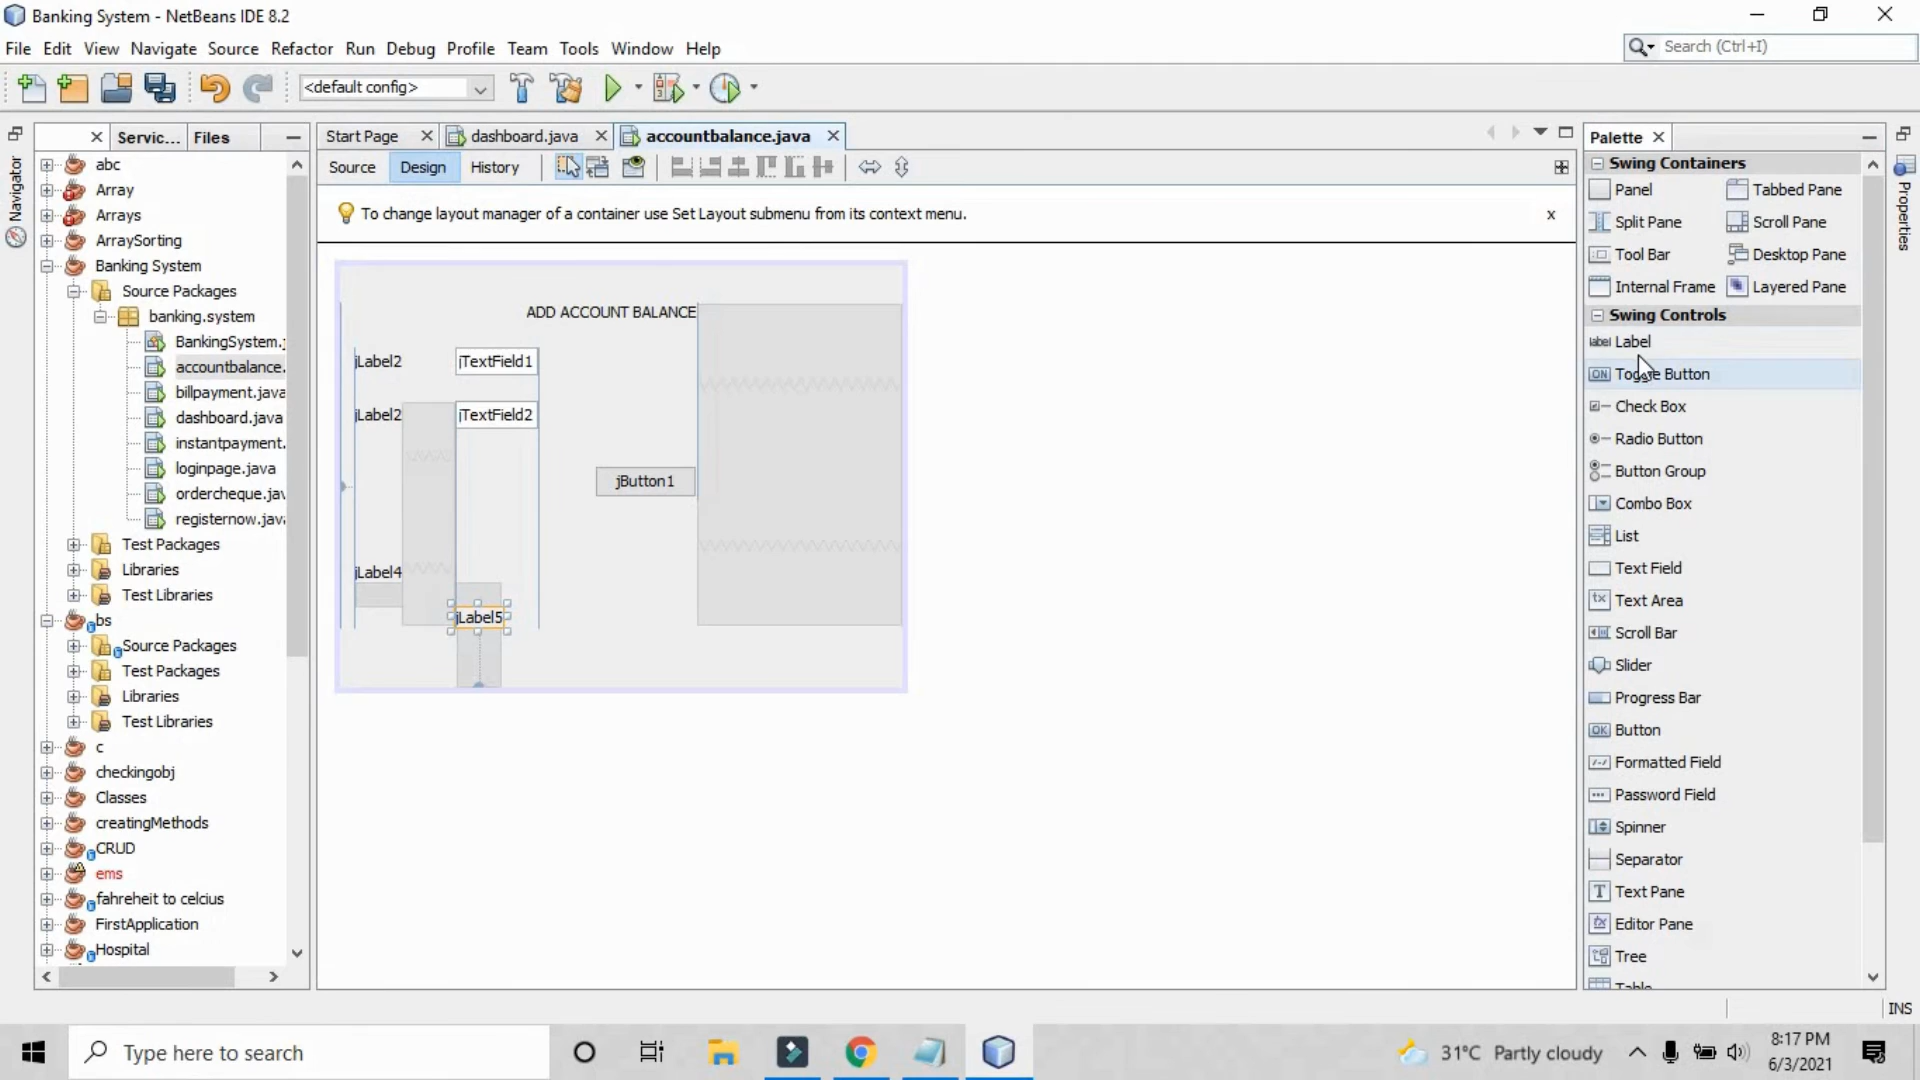 Banking System - NetBeans IDE 8.2
File Edit View Navigate Source Refactor Run Debug Profile Team Tools Window Help
Search (Ctrl+I)
<default config>
Servic... Files
Start Page dashboard.java accountbalance.java
Palette
Source Design History
To change layout manager of a container use Set Layout submenu from its context menu.
x
Navigator
abc
Array
Arrays
ArraySorting
Banking System
Source Packages
banking.system
BankingSystem.j
accountbalance.
billpayment.java
dashboard.java
instantpayment.
loginpage.java
ordercheque.jav
registernow.java
Test Packages
Libraries
Test Libraries
bs
Source Packages
Test Packages
Libraries
Test Libraries
c
checkingobj
Classes
creatingMethods
CRUD
ems
fahreheit to celcius
FirstApplication
Hospital
ADD ACCOUNT BALANCE
jLabel2 jTextField1
jLabel2 jTextField2
jButton1
jLabel4
jLabel5
Swing Containers
Panel Tabbed Pane
Split Pane Scroll Pane
Tool Bar Desktop Pane
Internal Frame Layered Pane
Swing Controls
label Label
ON Toggle Button
Check Box
Radio Button
Button Group
Combo Box
List
Text Field
Text Area
Scroll Bar
Slider
Progress Bar
OK Button
Formatted Field
Password Field
Spinner
Separator
Text Pane
Editor Pane
Tree
Table
Properties
INS
Type here to search
31°C Partly cloudy
8:17 PM
6/3/2021